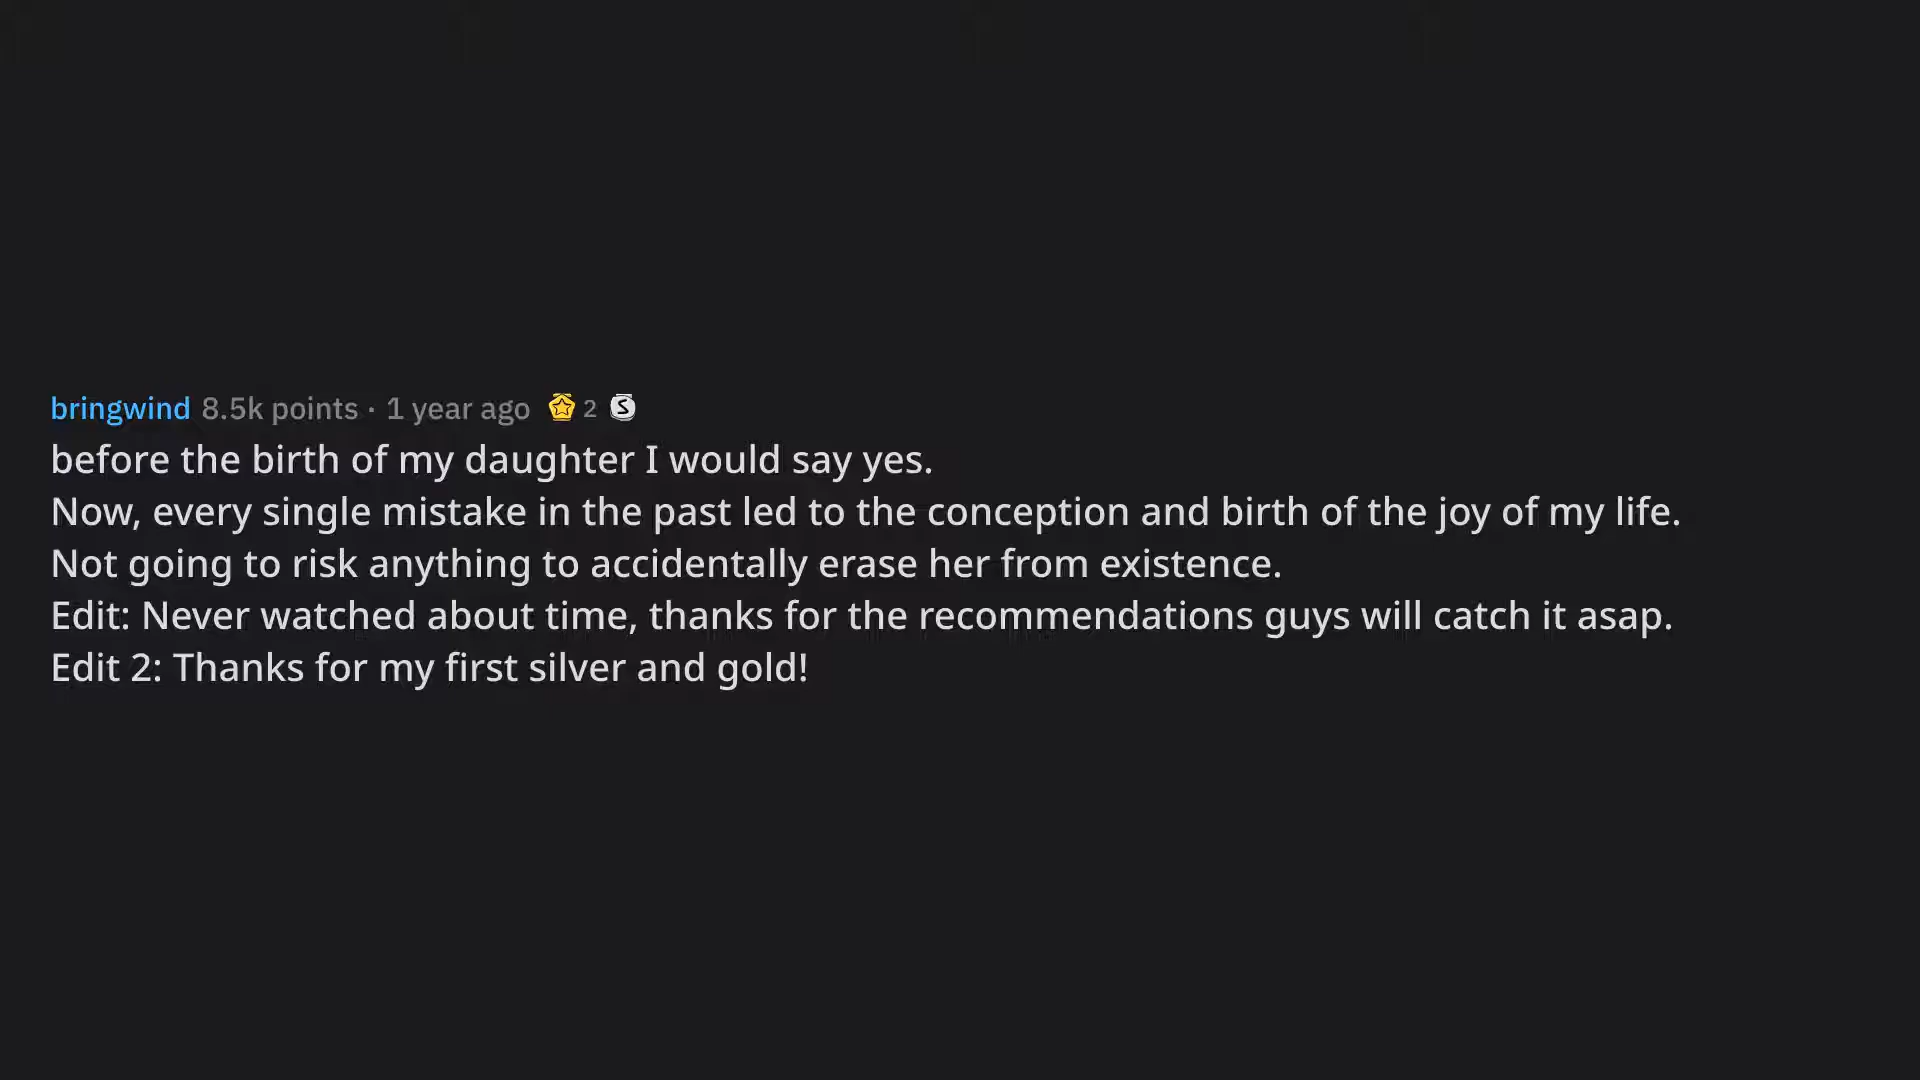 bringwind 8.5k points · 1 year ago 2 S
before the birth of my daughter I would say yes.
Now, every single mistake in the past led to the conception and birth of the joy of my life.
Not going to risk anything to accidentally erase her from existence.
Edit: Never watched about time, thanks for the recommendations guys will catch it asap.
Edit 2: Thanks for my first silver and gold!